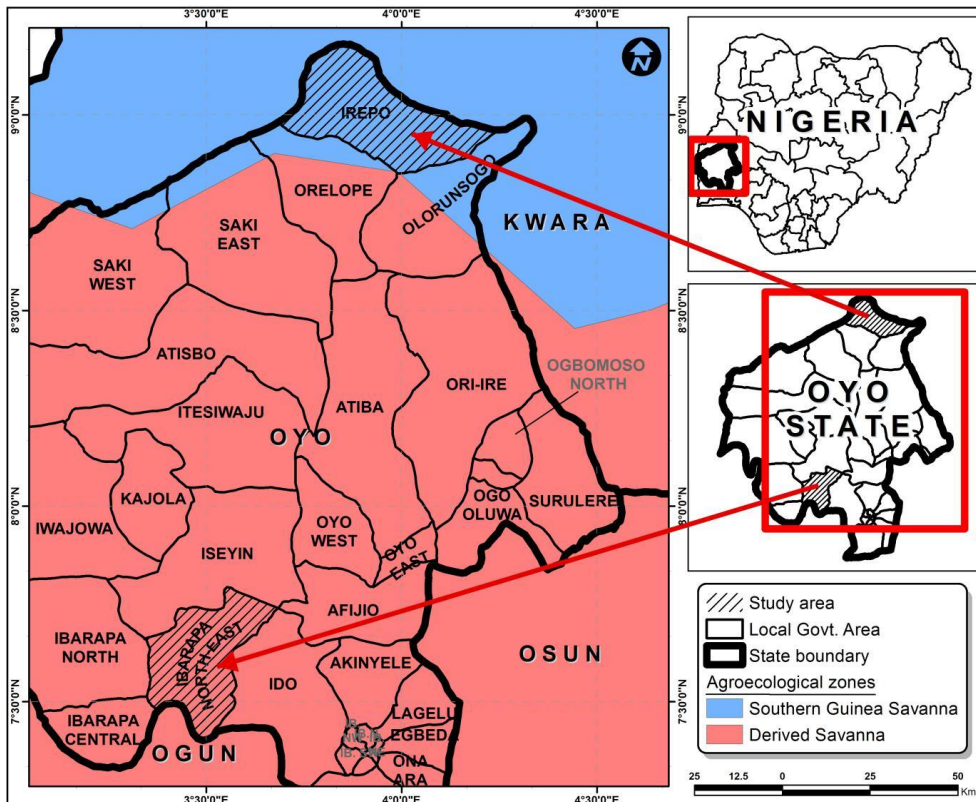 3°30'0"E
4°0'0"E
4°30'0"E
N
IREPO
9°0'0"N
9°0'0"N
ORELOPE
OLORUNSOGO
KWARA
SAKI
EAST
SAKI
WEST
8°30'0"N
8°30'0"N
ATISBO
ORI-IRE
OGBOMOSO
NORTH
ITESIWAJU
ATIBA
OYO
KAJOLA
OGO
OLUWA
SURULERE
8°0'0"N
8°0'0"N
IWAJOWA
OYO
WEST
OYO
EAST
ISEYIN
AFIJIO
IBARAPA
NORTH
IBARAPA
NORTH-EAST
IDO
AKINYELE
OSUN
7°30'0"N
7°30'0"N
IBARAPA
CENTRAL
OGUN
LAGELU
EGBEDA
ONA
ARA
3°30'0"E
4°0'0"E
4°30'0"E
NIGERIA
OYO
STATE
Study area
Local Govt. Area
State boundary
Agroecological zones
Southern Guinea Savanna
Derived Savanna
25 12.5 0 25 50
Km